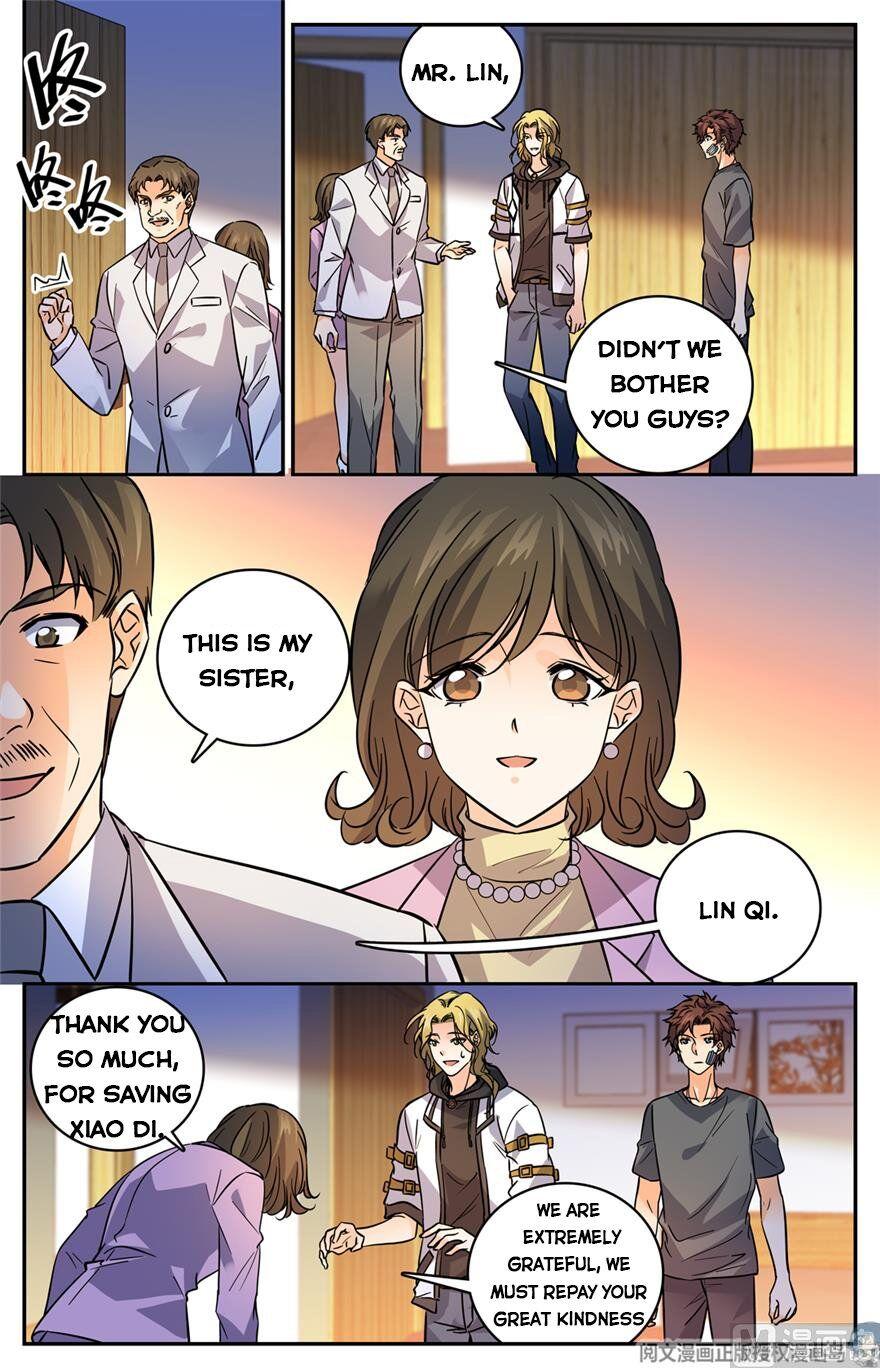 咚
咚
咚
MR. LIN,
DIDN'T WE
BOTHER
YOU GUYS?
THIS IS MY
SISTER,
LIN QI.
THANK YOU
SO MUCH,
FOR SAVING
XIAO DI.
WE ARE
EXTREMELY
GRATEFUL, WE
MUST REPAY YOUR
GREAT KINDNESS.
阅文漫画正版授权漫画岛